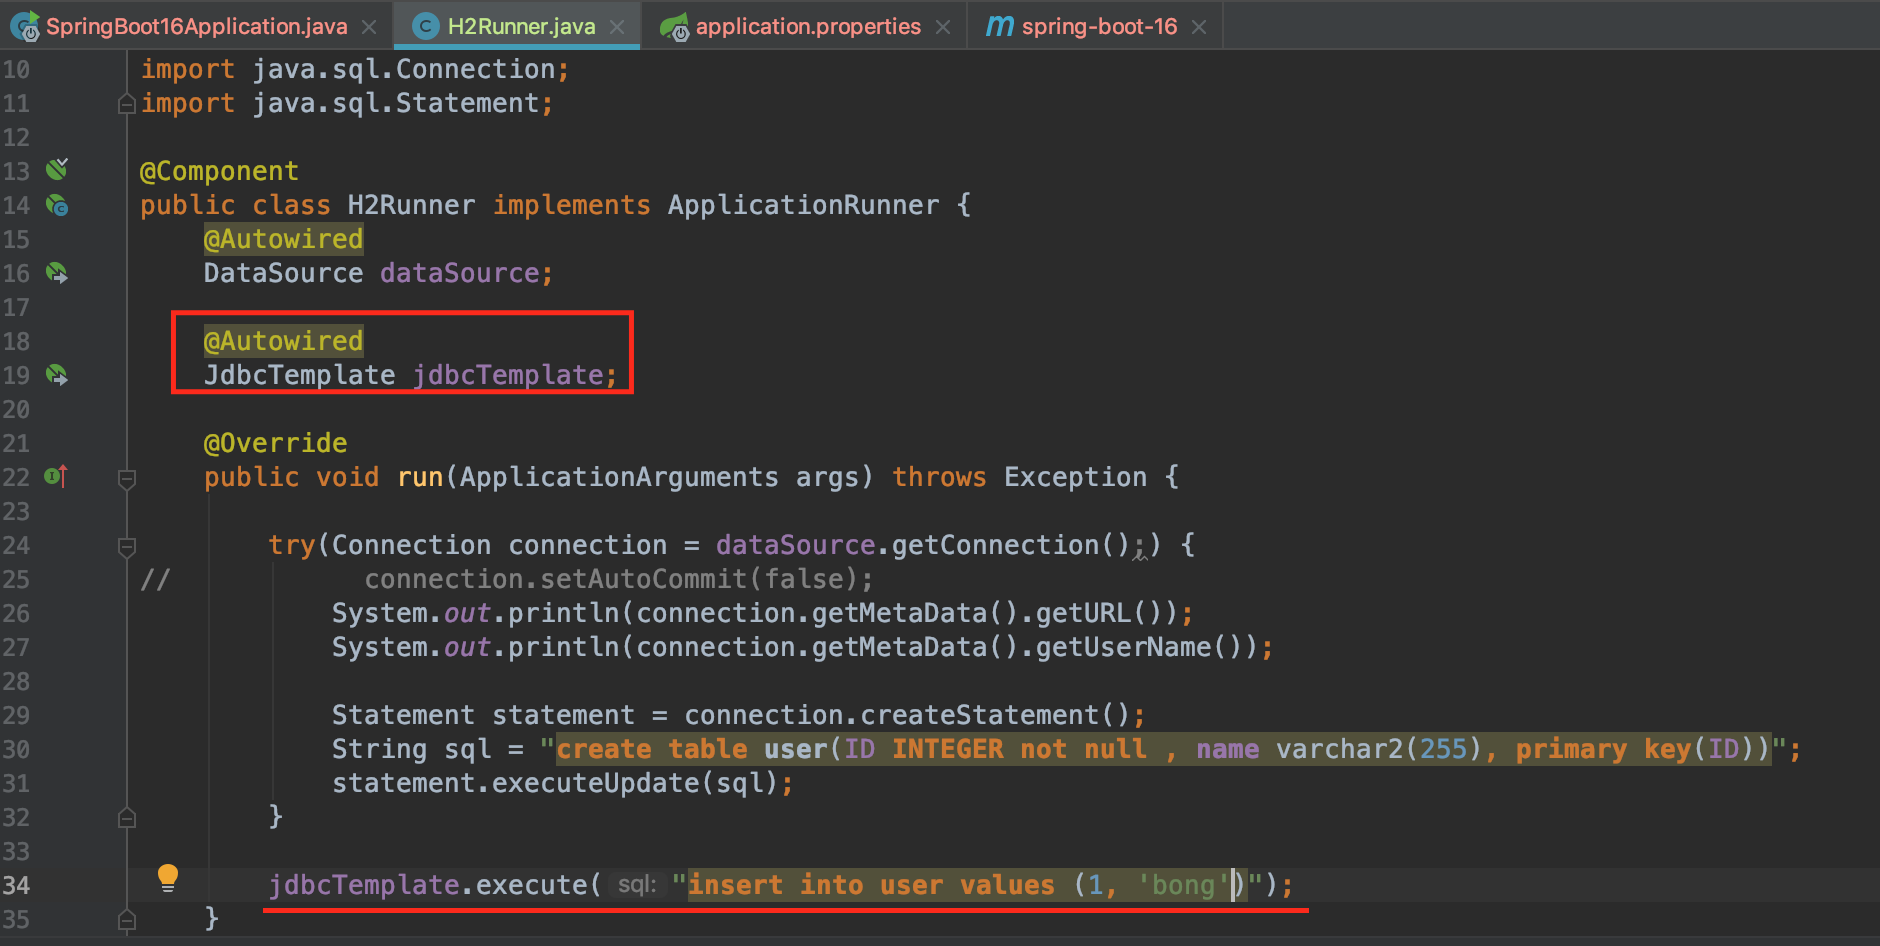 SpringBoot16Application.java H2Runner.java application.properties spring-boot-16
10 import java.sql.Connection;
11 import java.sql.Statement;
12
13 @Component
14 public class H2Runner implements ApplicationRunner {
15 @Autowired
16 DataSource dataSource;
17
18 @Autowired
19 JdbcTemplate jdbcTemplate;
20
21 @Override
22 public void run(ApplicationArguments args) throws Exception {
23
24 try(Connection connection = dataSource.getConnection();) {
25 // connection.setAutoCommit(false);
26 System.out.println(connection.getMetaData().getURL());
27 System.out.println(connection.getMetaData().getUserName());
28
29 Statement statement = connection.createStatement();
30 String sql = "create table user(ID INTEGER not null , name varchar2(255), primary key(ID))";
31 statement.executeUpdate(sql);
32 }
33
34 jdbcTemplate.execute( sql: "insert into user values (1, 'bong')");
35 }